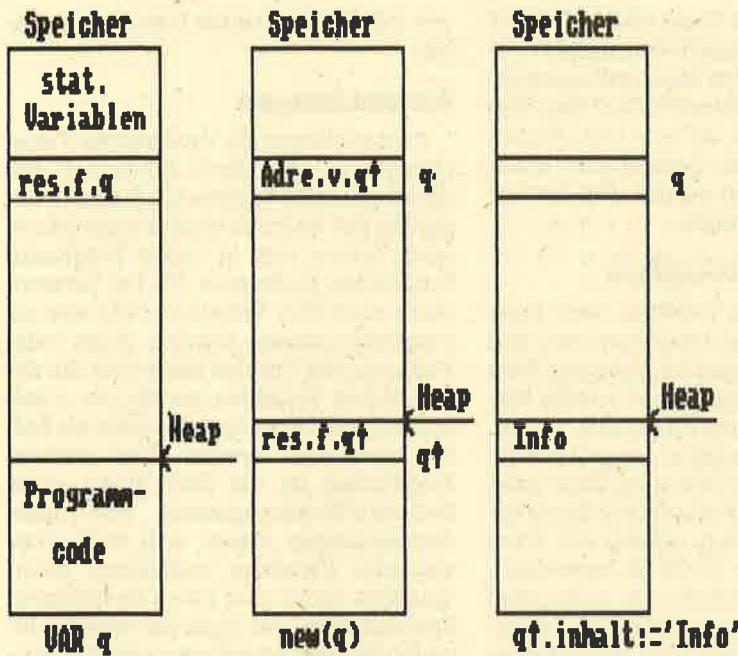 Speicher
stat.
Variablen
res.f.q
Heap
Programm-
code
VAR q
Speicher
Adre.v.q↑ q
Heap
res.f.q↑
q↑
new(q)
Speicher
q
Heap
Info
q↑.inhalt:='Info'